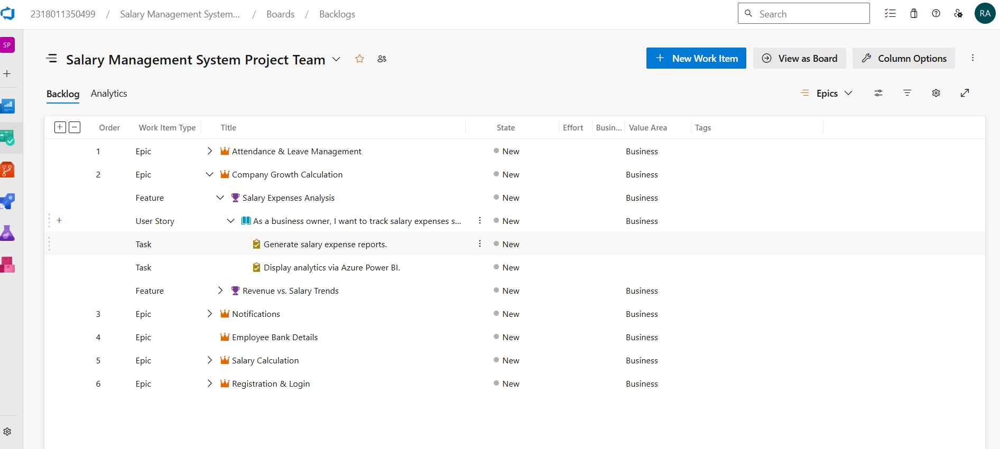 2318011350499 / Salary Management System... / Boards / Backlogs
Search
RA
SP
Salary Management System Project Team
New Work Item
View as Board
Column Options
Backlog
Analytics
Epics
Order Work Item Type Title State Effort Busin... Value Area Tags
1 Epic Attendance & Leave Management New Business
2 Epic Company Growth Calculation New Business
Feature Salary Expenses Analysis New Business
User Story As a business owner, I want to track salary expenses s... New Business
Task Generate salary expense reports. New
Task Display analytics via Azure Power BI. New
Feature Revenue vs. Salary Trends New Business
3 Epic Notifications New Business
4 Epic Employee Bank Details New Business
5 Epic Salary Calculation New Business
6 Epic Registration & Login New Business